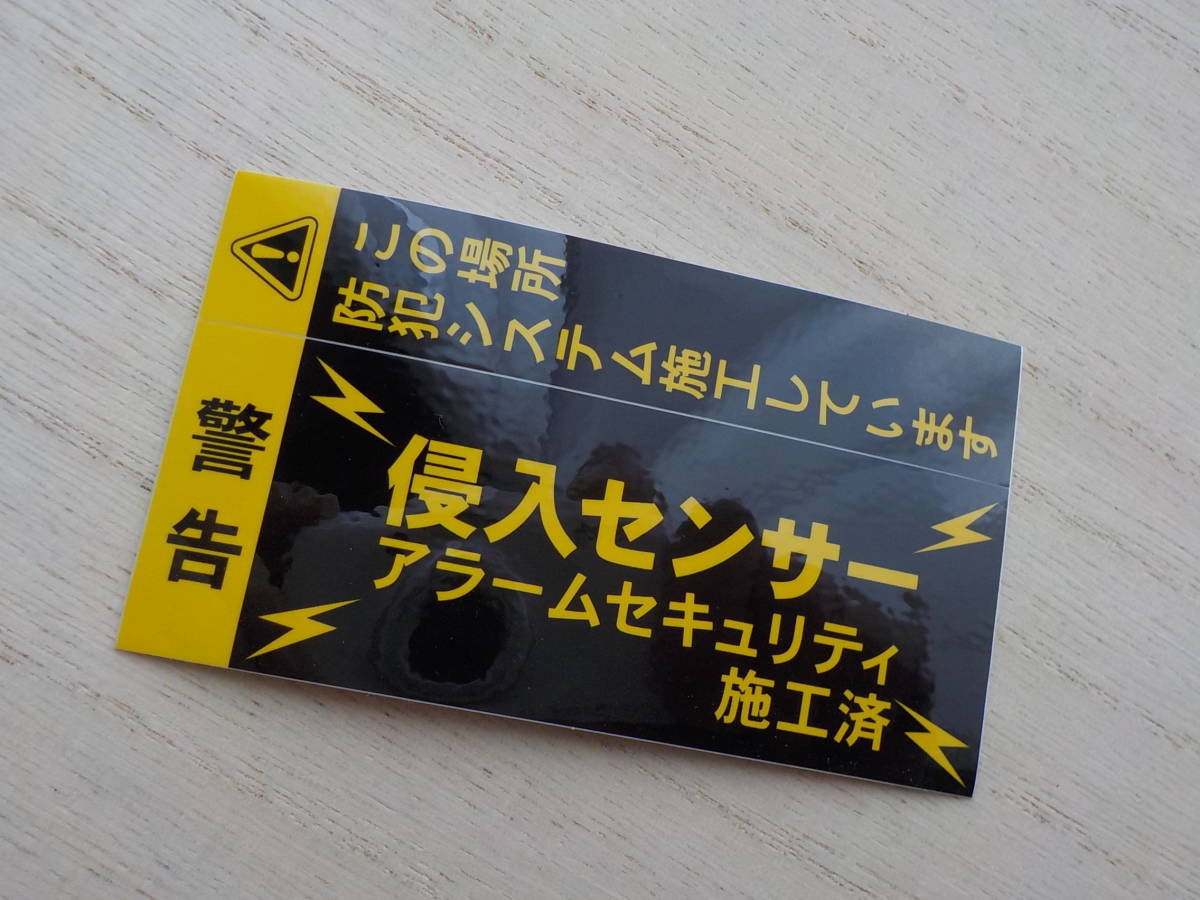 この場所
防犯システム施工しています
警告
侵入センサー
アラームセキュリティ
施工済